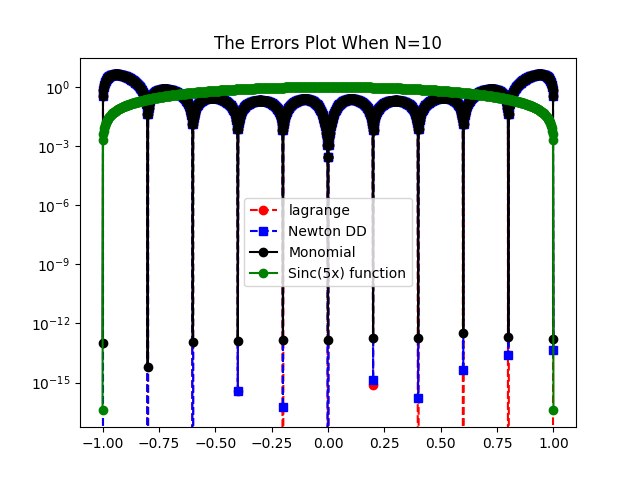 The Errors Plot When N=10
10⁰
10⁻³
10⁻⁶
10⁻⁹
10⁻¹²
10⁻¹⁵
lagrange
Newton DD
Monomial
Sinc(5x) function
−1.00 −0.75 −0.50 −0.25 0.00 0.25 0.50 0.75 1.00